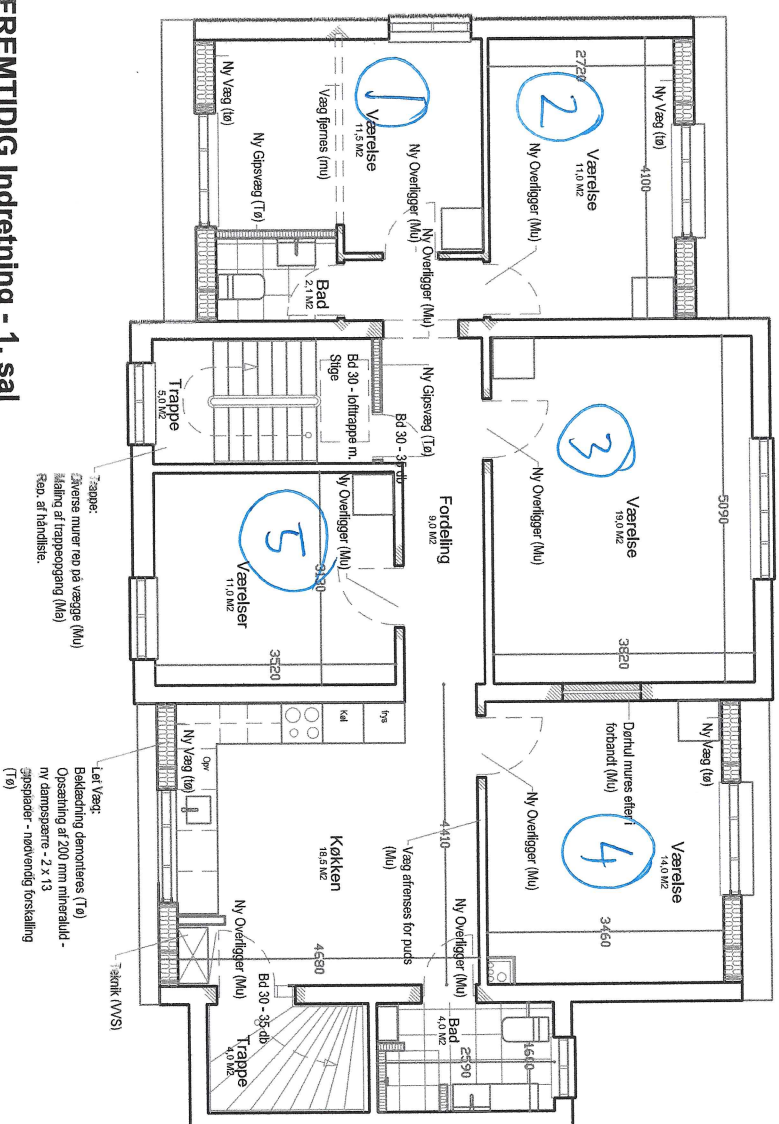 FREMTIDIG Indretning - 1. sal
2
Værelse
11,0 M2
2720
4100
Ny Væg (tø)
Ny Overligger (Mu)
1
Værelse
11,5 M2
Væg fjernes (mu)
Ny Væg (tø)
Ny Gipsvæg (Tø)
Ny Overligger (Mu)
Ny Overligger (Mu)
Bad
2,1 M2
3
Værelse
19,0 M2
5090
3820
Ny Overligger (Mu)
Ny Gipsvæg (Tø)
Bd 30 - 35 db
Bd 30 - lofttrappe m.
Stige
Trappe
5,0 M2
Fordeling
9,0 M2
5
Værelser
11,0 M2
Ny Overligger (Mu)
3520
4
Værelse
14,0 M2
3460
Ny Væg (tø)
Dørhul mures efter i
forbandt (Mu)
Ny Overligger (Mu)
4410
Væg afrenses for puds
(Mu)
Køkken
18,5 M2
frys
Køl
Opv
Ny Væg (tø)
4680
Ny Overligger (Mu)
Ny Overligger (Mu)
Bad
4,0 M2
1600
2590
Bd 30 - 35 db
Trappe
4,0 M2
Trappe:
Diverse murer rep på vægge (Mu)
Maling af trappeopgang (Ma)
Rep. af håndliste.
Let Væg:
Beklædning demonteres (Tø)
Opsætning af 200 mm mineraluld -
ny dampspærre - 2 x 13
gipsplader - nødvendig forskalling
(Tø)
Teknik (VVS)